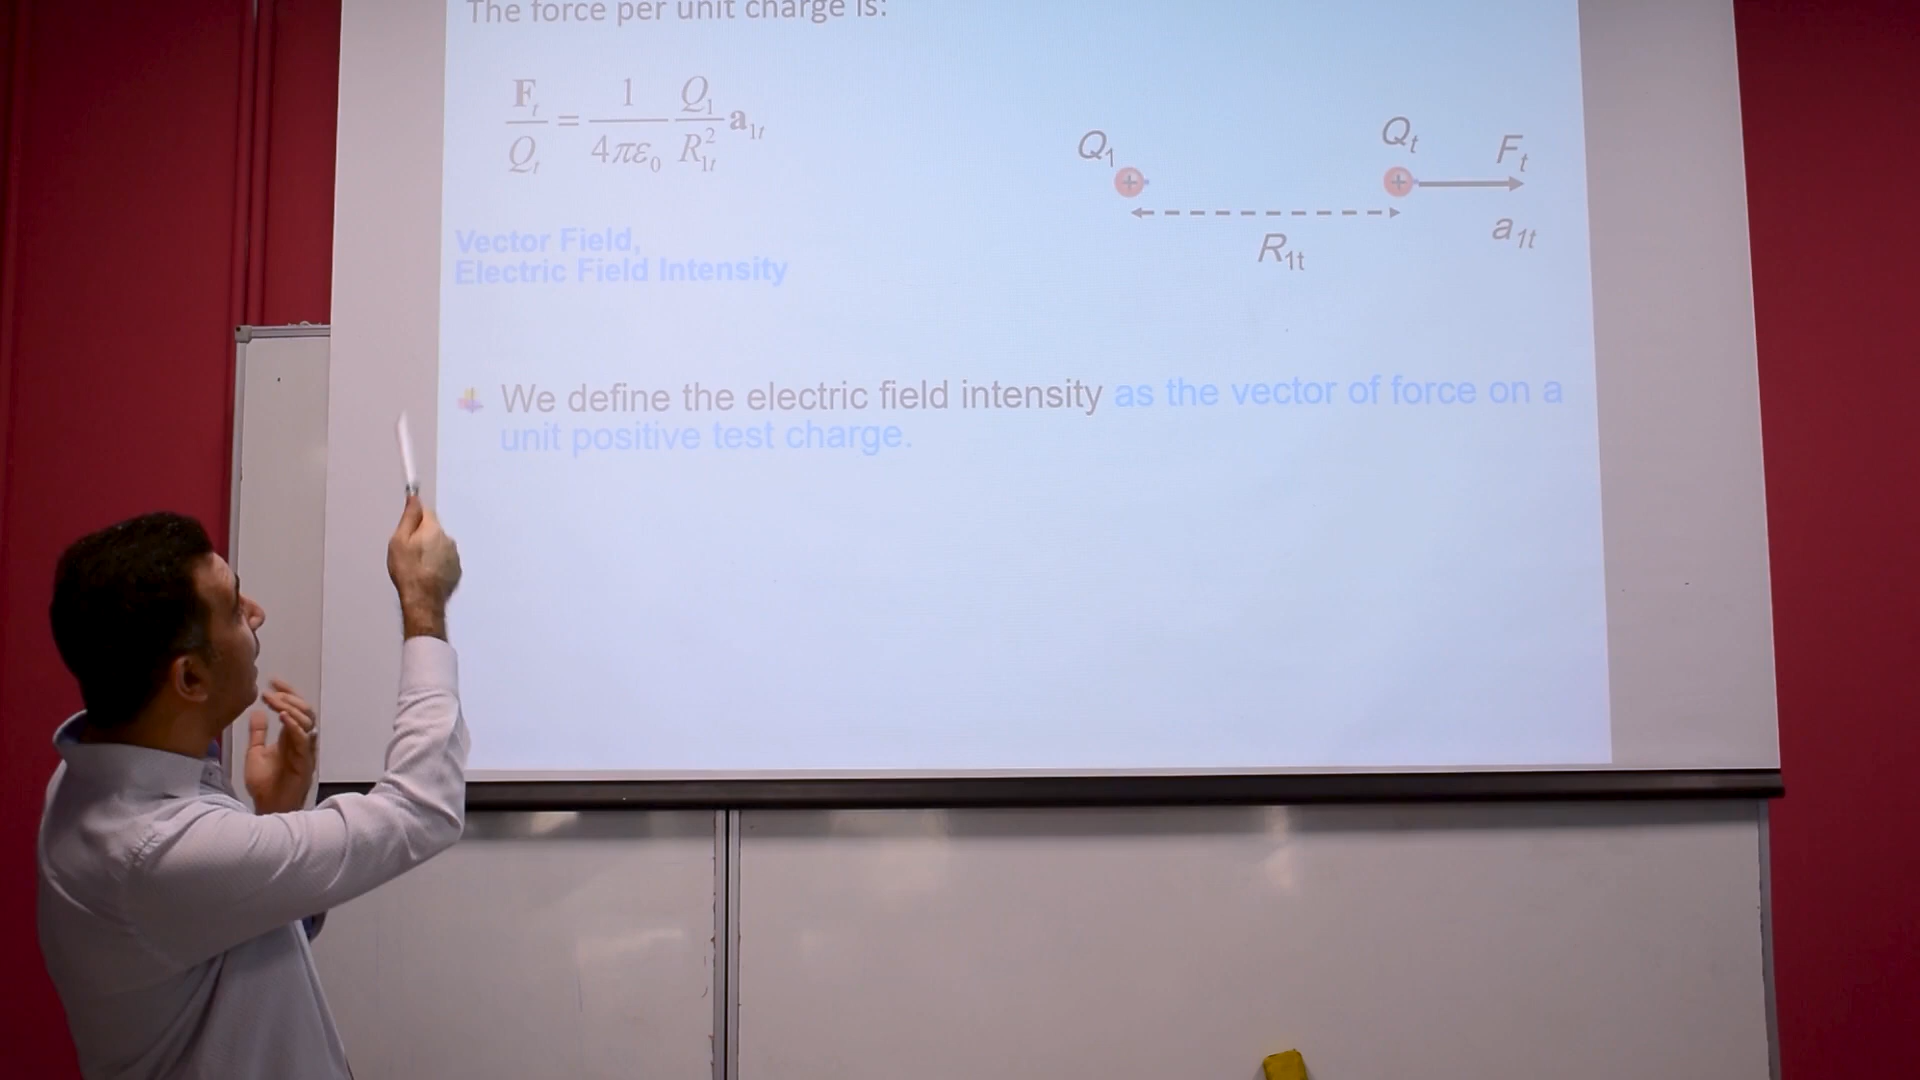 The force per unit charge is:
F_t / Q_t = 1 / 4πε_0 Q_1 / R_1t^2 a_1t
Q_1
Q_t
F_t
R_1t
a_1t
Vector Field,
Electric Field Intensity
We define the electric field intensity as the vector of force on a
unit positive test charge.